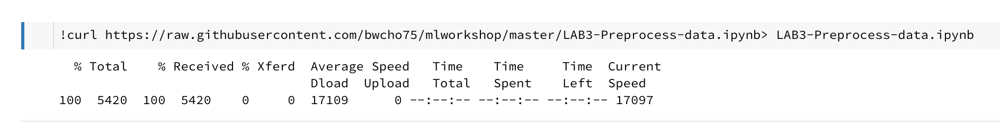 !curl https://raw.githubusercontent.com/bwcho75/mlworkshop/master/LAB3-Preprocess-data.ipynb> LAB3-Preprocess-data.ipynb
% Total    % Received % Xferd  Average Speed   Time    Time     Time  Current
Dload  Upload   Total   Spent    Left  Speed
100  5420  100  5420    0     0  17109      0 --:--:-- --:--:-- --:--:-- 17097